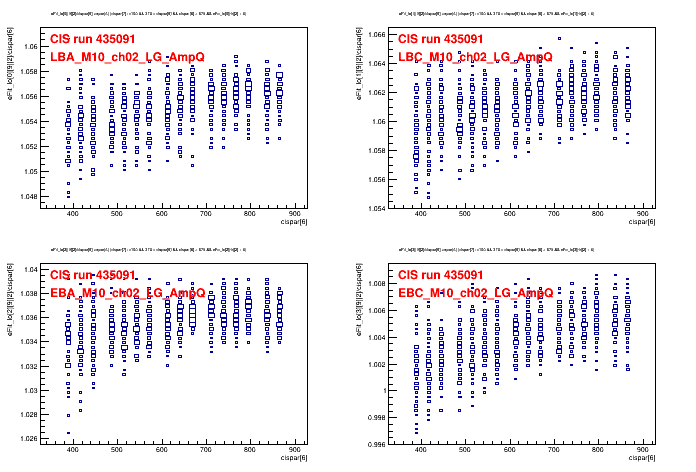 CIS run 435091
LBA_M10_ch02_LG_AmpQ
1.06
1.058
1.056
1.054
1.052
1.05
1.048
400 500 600 700 800 900
cispar[6]
CIS run 435091
LBC_M10_ch02_LG_AmpQ
1.066
1.064
1.062
1.06
1.058
1.056
1.054
400 500 600 700 800 900
cispar[6]
CIS run 435091
EBA_M10_ch02_LG_AmpQ
1.04
1.038
1.036
1.034
1.032
1.03
1.028
1.026
400 500 600 700 800 900
cispar[6]
CIS run 435091
EBC_M10_ch02_LG_AmpQ
1.008
1.006
1.004
1.002
1
0.998
0.996
400 500 600 700 800 900
cispar[6]